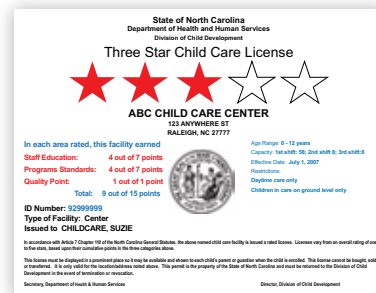 State of North Carolina
Department of Health and Human Services
Division of Child Development
Three Star Child Care License
ABC CHILD CARE CENTER
123 ANYWHERE ST
RALEIGH, NC 27777
In each area rated, this facility earned
Staff Education: 4 out of 7 points
Programs Standards: 4 out of 7 points
Quality Point: 1 out of 1 point
Total: 9 out of 15 points
Age Range: 0 - 12 years
Capacity: 1st shift: 58; 2nd shift 8; 3rd shift:8
Effective Date: July 1, 2007
Restrictions:
Daytime care only
Children in care on ground level only
ID Number: 92999999
Type of Facility: Center
Issued to CHILDCARE, SUZIE
In accordance with Article 7 Chapter 110 of the North Carolina General Statutes, the above named child care facility is issued a rated license. Licenses vary from an overall rating of one
to five stars, based upon their cumulative points in the three categories above.
This license must be displayed in a prominent place so it may be available and shown to each child's parent or guardian when the child is enrolled. This license cannot be bought, sold
or transferred. It is only valid for the location/address noted above. This permit is the property of the State of North Carolina and must be returned to the Division of Child
Development in the event of termination or revocation.
Secretary, Department of Health & Human Services Director, Division of Child Development